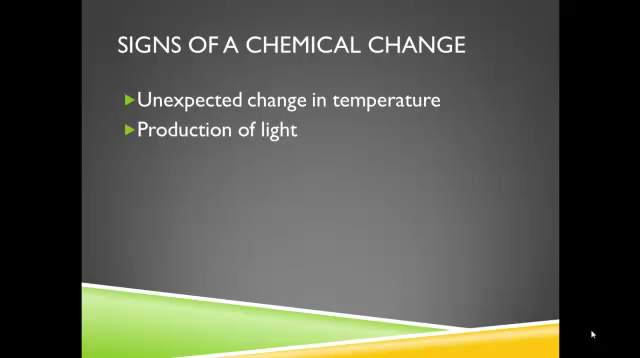 SIGNS OF A CHEMICAL CHANGE
Unexpected change in temperature
Production of light